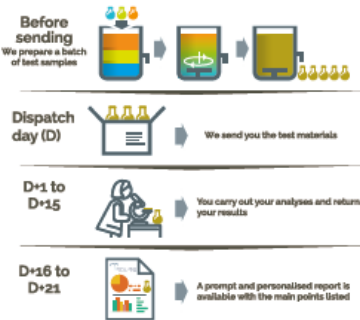 Before
sending
We prepare a batch
of test samples
Dispatch
day (D)
We send you the test materials
D+1 to
D+15
You carry out your analyses and return
your results
D+16 to
D+21
A prompt and personalised report is
available with the main points listed